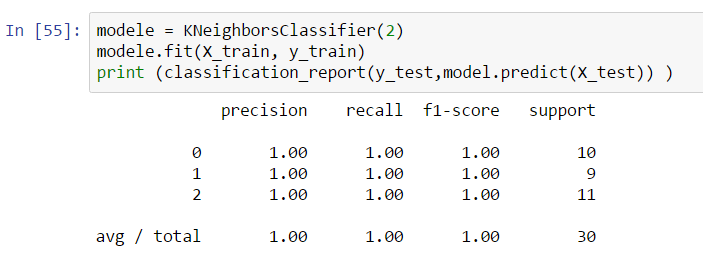 In [55]: modele = KNeighborsClassifier(2)
modele.fit(X_train, y_train)
print (classification_report(y_test,model.predict(X_test)) )
precision recall f1-score support
0 1.00 1.00 1.00 10
1 1.00 1.00 1.00 9
2 1.00 1.00 1.00 11
avg / total 1.00 1.00 1.00 30